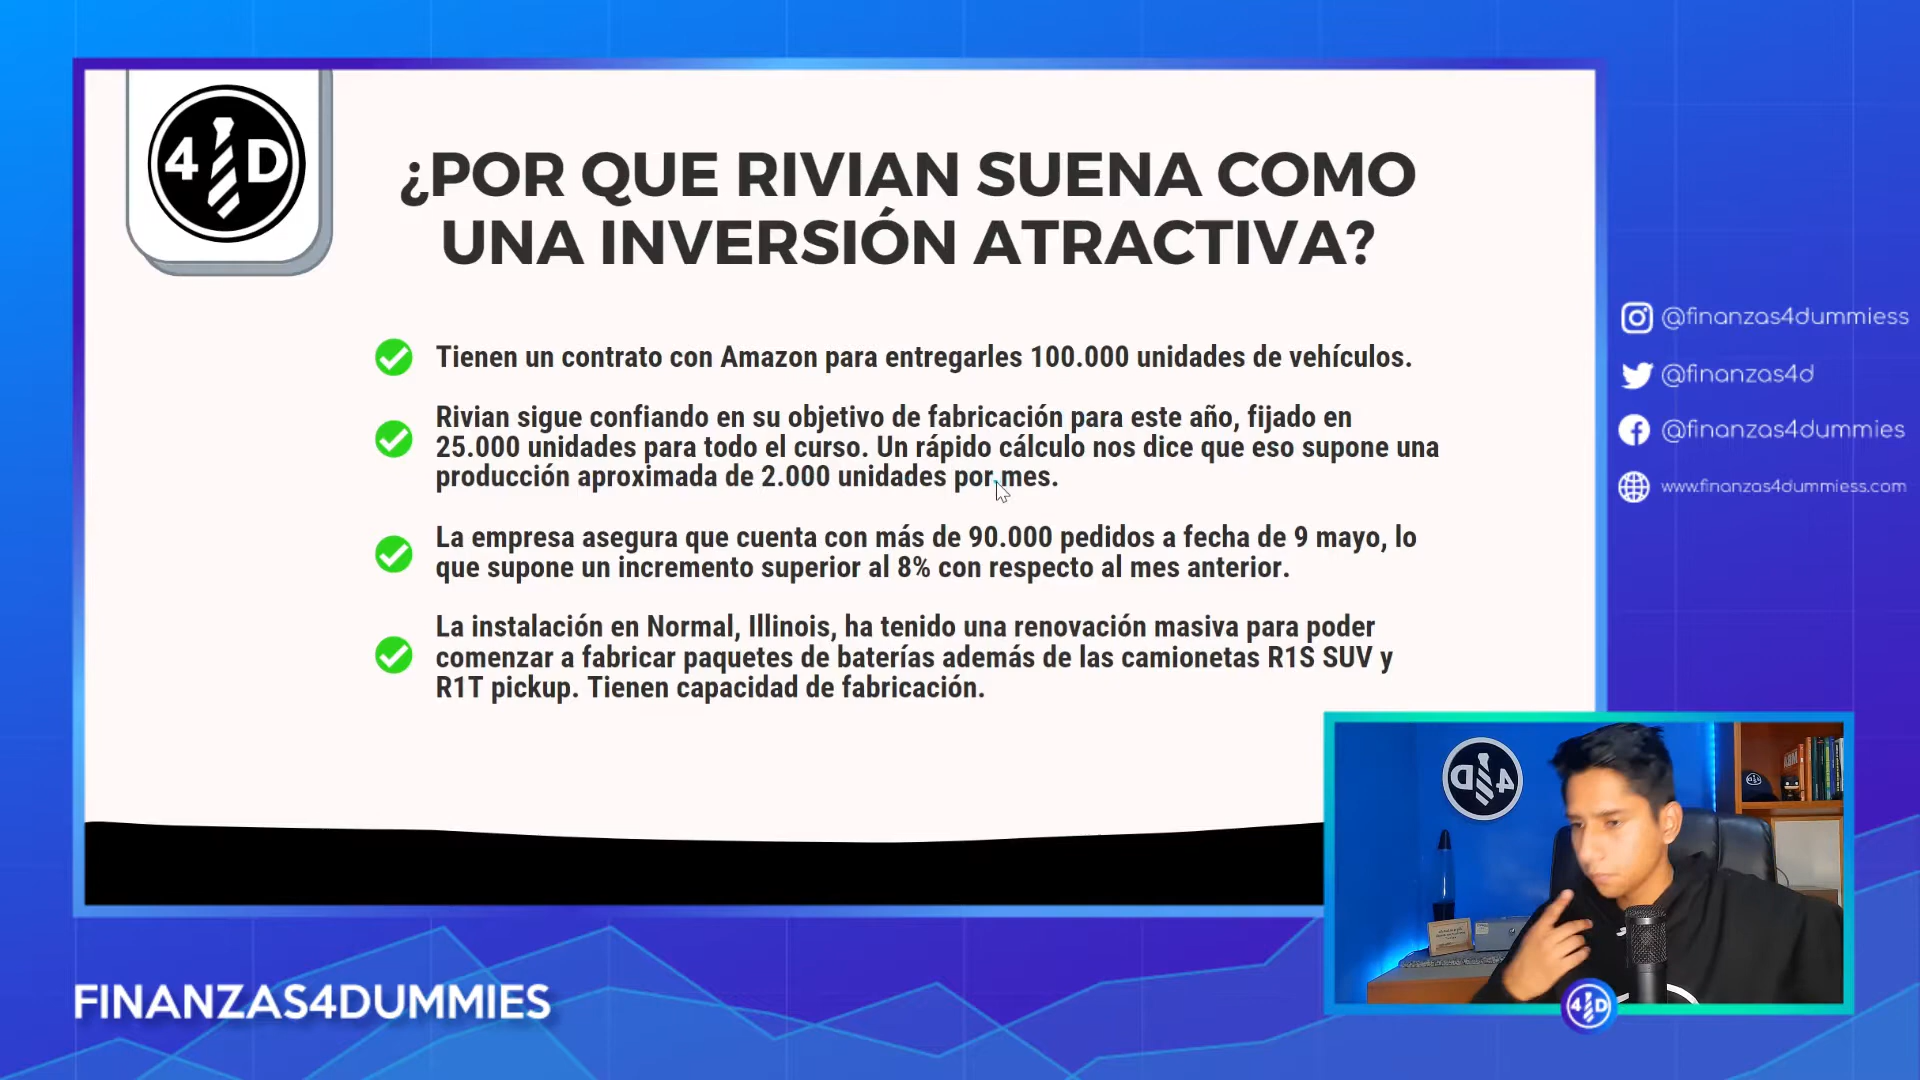 4 D
¿POR QUE RIVIAN SUENA COMO
UNA INVERSIÓN ATRACTIVA?
Tienen un contrato con Amazon para entregarles 100.000 unidades de vehículos.
Rivian sigue confiando en su objetivo de fabricación para este año, fijado en
25.000 unidades para todo el curso. Un rápido cálculo nos dice que eso supone una
producción aproximada de 2.000 unidades por mes.
La empresa asegura que cuenta con más de 90.000 pedidos a fecha de 9 mayo, lo
que supone un incremento superior al 8% con respecto al mes anterior.
La instalación en Normal, Illinois, ha tenido una renovación masiva para poder
comenzar a fabricar paquetes de baterías además de las camionetas R1S SUV y
R1T pickup. Tienen capacidad de fabricación.
@finanzas4dummiess
@finanzas4d
@finanzas4dummies
www.finanzas4dummiess.com
4 D
4 D
FINANZAS4DUMMIES